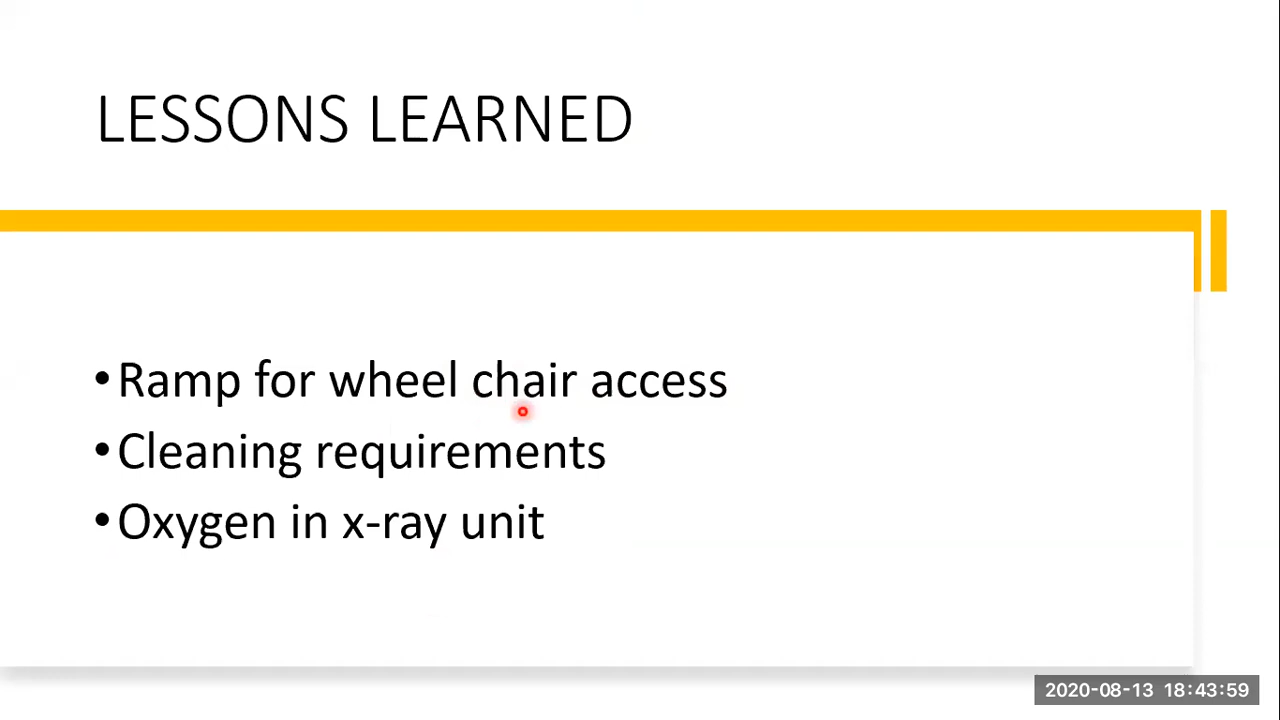 LESSONS LEARNED
•Ramp for wheel chair access
•Cleaning requirements
•Oxygen in x-ray unit
2020-08-13 18:43:59